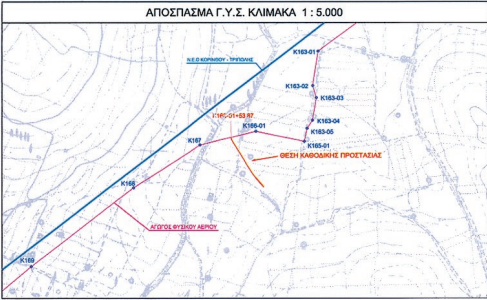 ΑΠΟΣΠΑΣΜΑ Γ.Υ.Σ. ΚΛΙΜΑΚΑ 1 : 5.000
K163-01
Ν.Ε.Ο ΚΟΡΙΝΘΟΥ - ΤΡΙΠΟΛΗΣ
K163-02
K163-03
K163-04
K166-01
K163-05
K167
K165-01
ΘΕΣΗ ΚΑΘΟΔΙΚΗΣ ΠΡΟΣΤΑΣΙΑΣ
K168
ΑΓΩΓΟΣ ΦΥΣΙΚΟΥ ΑΕΡΙΟΥ
K169